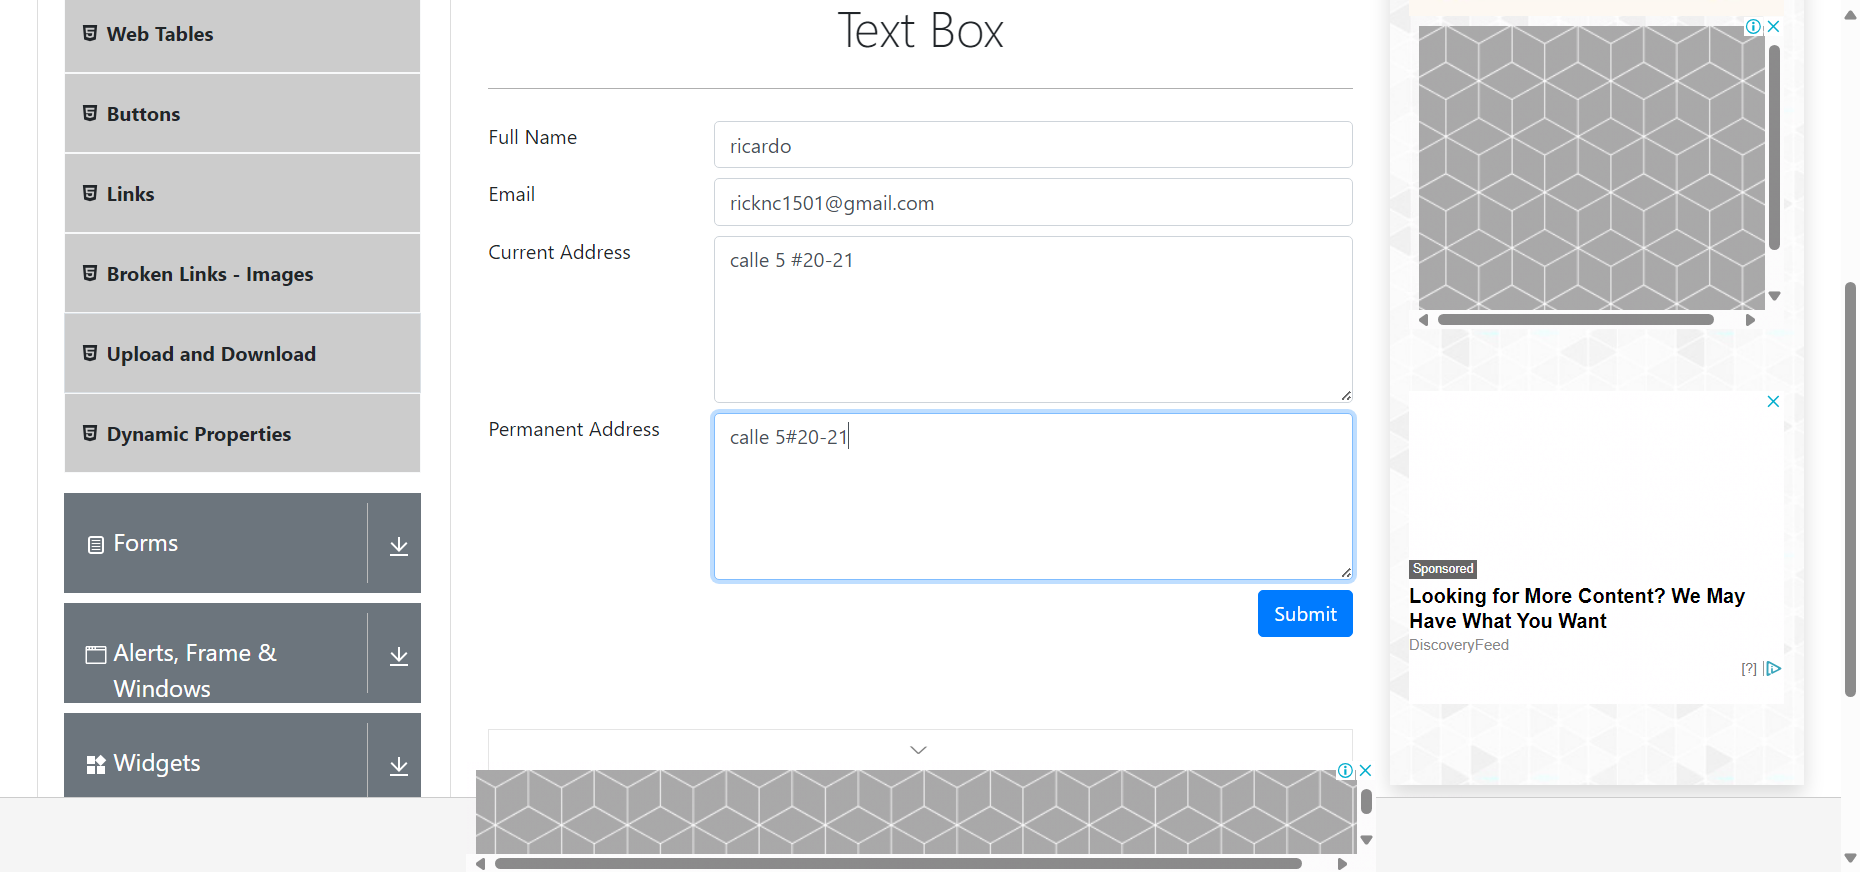 Web Tables
Buttons
Links
Broken Links - Images
Upload and Download
Dynamic Properties
Forms
Alerts, Frame &
Windows
Widgets
Text Box
Full Name
ricardo
Email
ricknc1501@gmail.com
Current Address
calle 5 #20-21
Permanent Address
calle 5#20-21
Submit
Sponsored
Looking for More Content? We May
Have What You Want
DiscoveryFeed
[?]